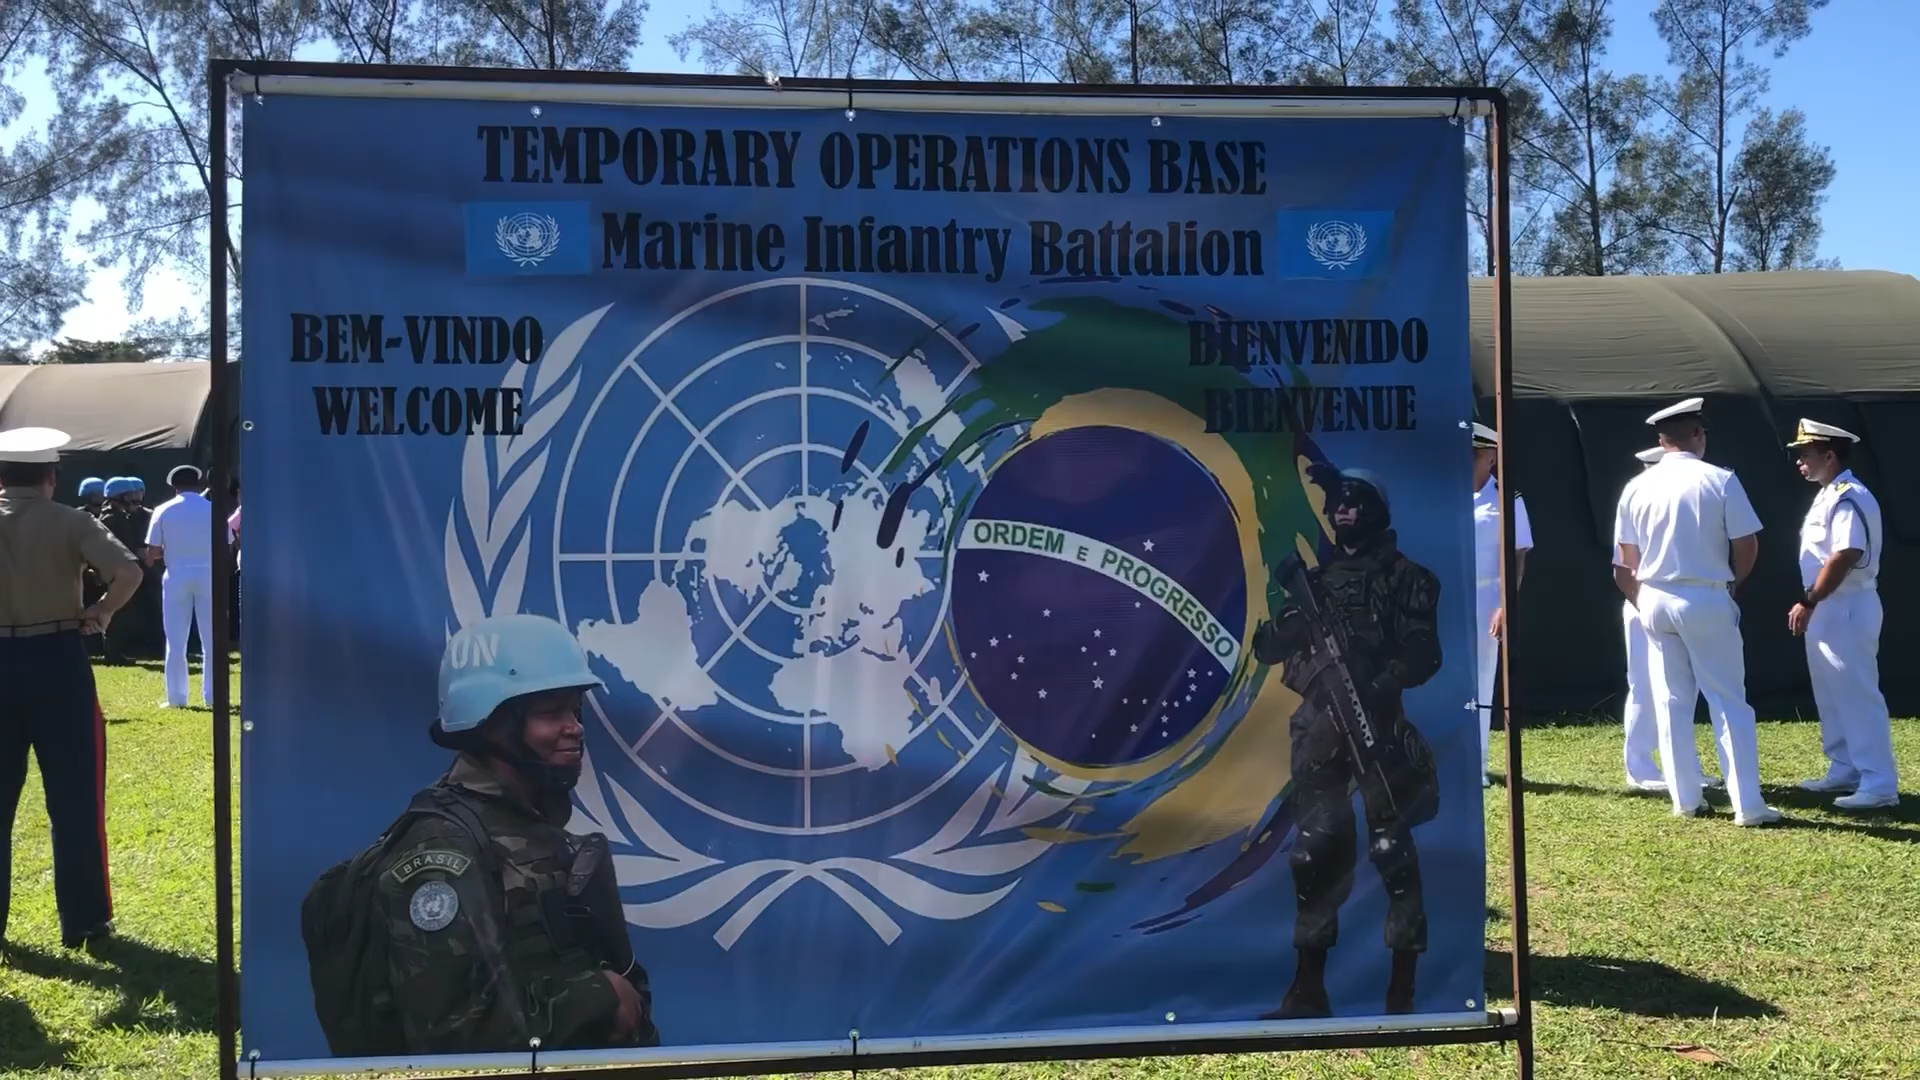 TEMPORARY OPERATIONS BASE
Marine Infantry Battalion
BEM-VINDO
WELCOME
BIENVENIDO
BIENVENUE
ORDEM E PROGRESSO
UN
BRASIL